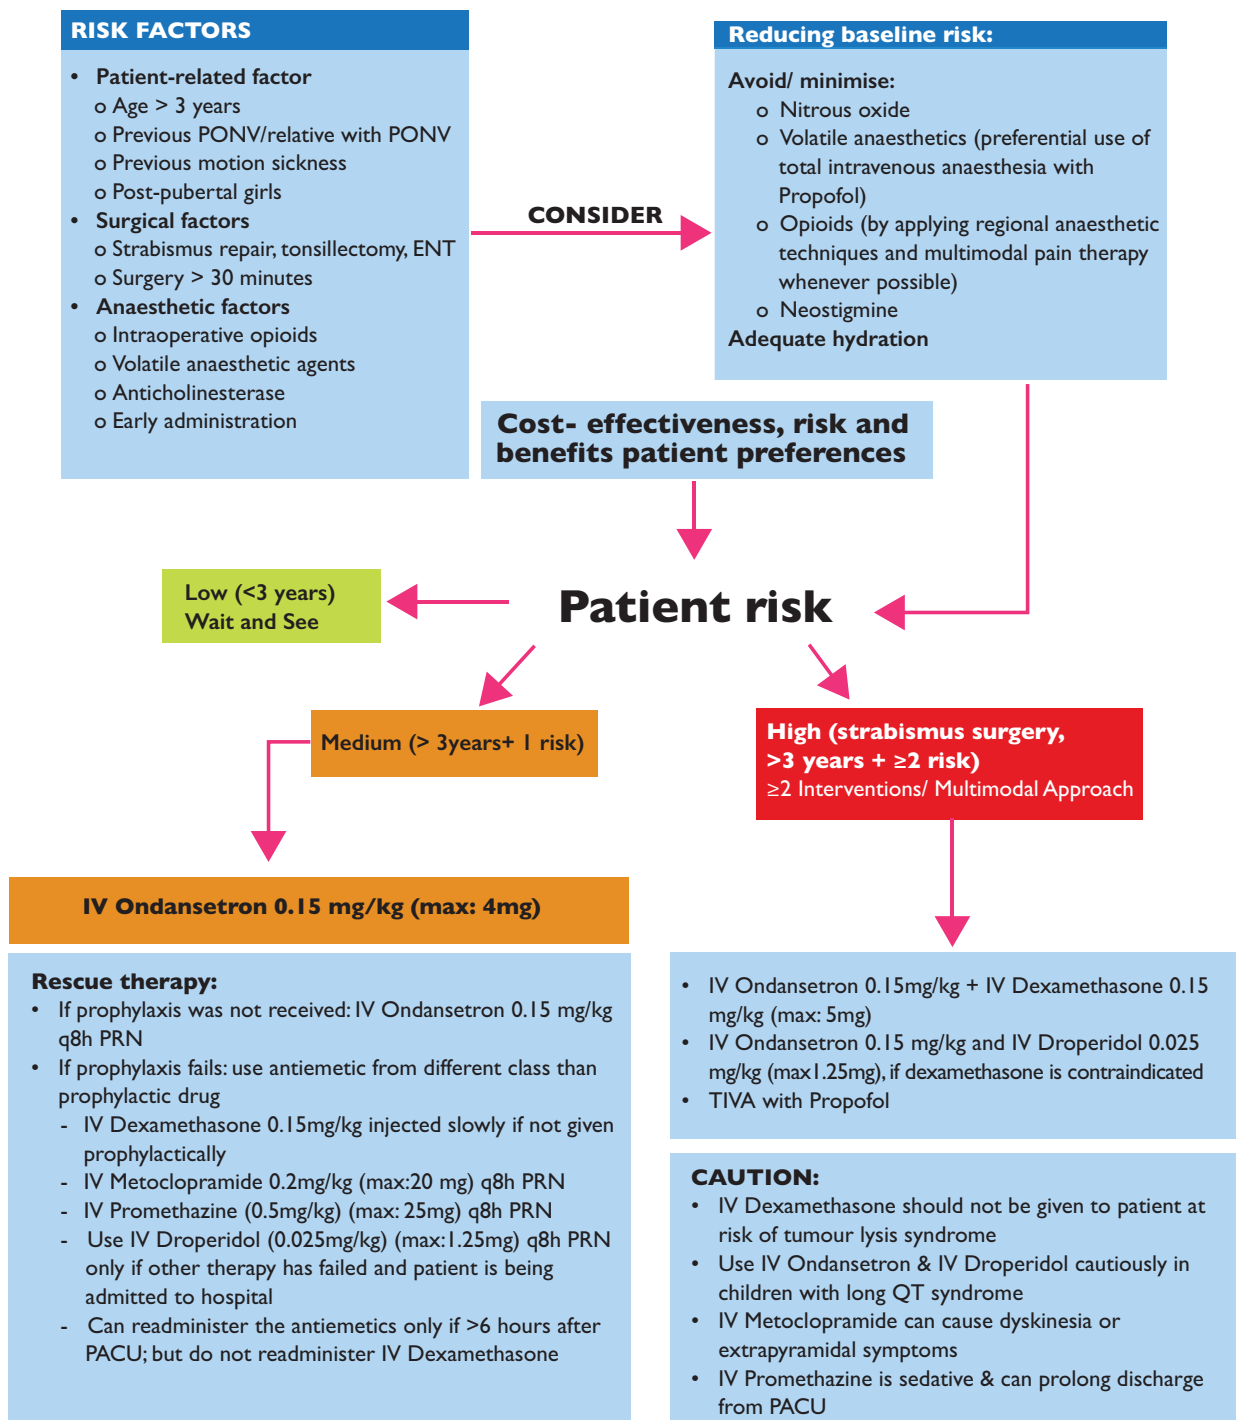 RISK FACTORS
• Patient-related factor
o Age > 3 years
o Previous PONV/relative with PONV
o Previous motion sickness
o Post-pubertal girls
• Surgical factors
o Strabismus repair, tonsillectomy, ENT
o Surgery > 30 minutes
• Anaesthetic factors
o Intraoperative opioids
o Volatile anaesthetic agents
o Anticholinesterase
o Early administration
CONSIDER
Reducing baseline risk:
Avoid/ minimise:
o Nitrous oxide
o Volatile anaesthetics (preferential use of
total intravenous anaesthesia with
Propofol)
o Opioids (by applying regional anaesthetic
techniques and multimodal pain therapy
whenever possible)
o Neostigmine
Adequate hydration
Cost- effectiveness, risk and
benefits patient preferences
Patient risk
Low (<3 years)
Wait and See
Medium (> 3years+ 1 risk)
High (strabismus surgery,
>3 years + ≥2 risk)
≥2 Interventions/ Multimodal Approach
IV Ondansetron 0.15 mg/kg (max: 4mg)
Rescue therapy:
• If prophylaxis was not received: IV Ondansetron 0.15 mg/kg
q8h PRN
• If prophylaxis fails: use antiemetic from different class than
prophylactic drug
- IV Dexamethasone 0.15mg/kg injected slowly if not given
prophylactically
- IV Metoclopramide 0.2mg/kg (max:20 mg) q8h PRN
- IV Promethazine (0.5mg/kg) (max: 25mg) q8h PRN
- Use IV Droperidol (0.025mg/kg) (max:1.25mg) q8h PRN
only if other therapy has failed and patient is being
admitted to hospital
- Can readminister the antiemetics only if >6 hours after
PACU; but do not readminister IV Dexamethasone
• IV Ondansetron 0.15mg/kg + IV Dexamethasone 0.15
mg/kg (max: 5mg)
• IV Ondansetron 0.15 mg/kg and IV Droperidol 0.025
mg/kg (max1.25mg), if dexamethasone is contraindicated
• TIVA with Propofol
CAUTION:
• IV Dexamethasone should not be given to patient at
risk of tumour lysis syndrome
• Use IV Ondansetron & IV Droperidol cautiously in
children with long QT syndrome
• IV Metoclopramide can cause dyskinesia or
extrapyramidal symptoms
• IV Promethazine is sedative & can prolong discharge
from PACU